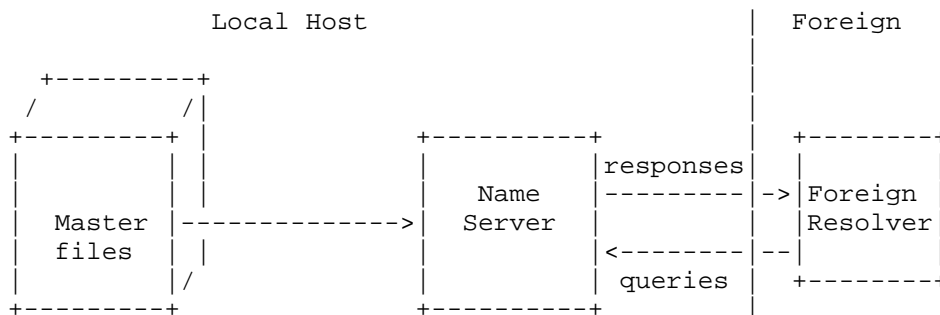 Local Host Foreign
responses
Name Foreign
Master Server Resolver
files
queries